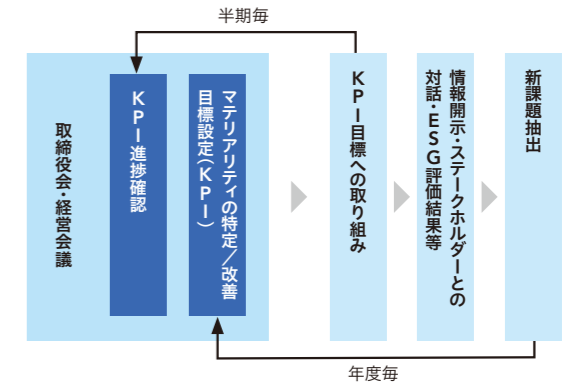 半期毎
取締役会・経営会議
KPI進捗確認
マテリアリティの特定／改善
目標設定（KPI）
KPI目標への取り組み
情報開示・ステークホルダーとの
対話・ESG評価結果等
新課題抽出
年度毎